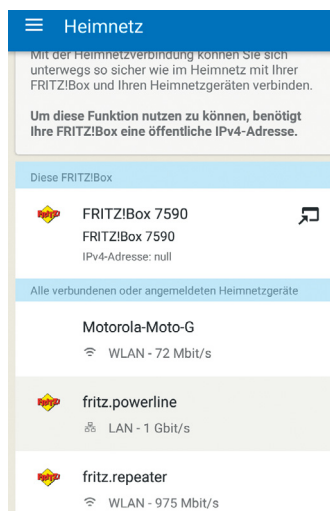 Heimnetz
Mit der Heimnetzverbindung können Sie sich
unterwegs so sicher wie im Heimnetz mit Ihrer
FRITZ!Box und Ihren Heimnetzgeräten verbinden.
Um diese Funktion nutzen zu können, benötigt
Ihre FRITZ!Box eine öffentliche IPv4-Adresse.
Diese FRITZ!Box
FRITZ!Box 7590
FRITZ!Box 7590
IPv4-Adresse: null
Alle verbundenen oder angemeldeten Heimnetzgeräte
Motorola-Moto-G
WLAN - 72 Mbit/s
fritz.powerline
LAN - 1 Gbit/s
fritz.repeater
WLAN - 975 Mbit/s